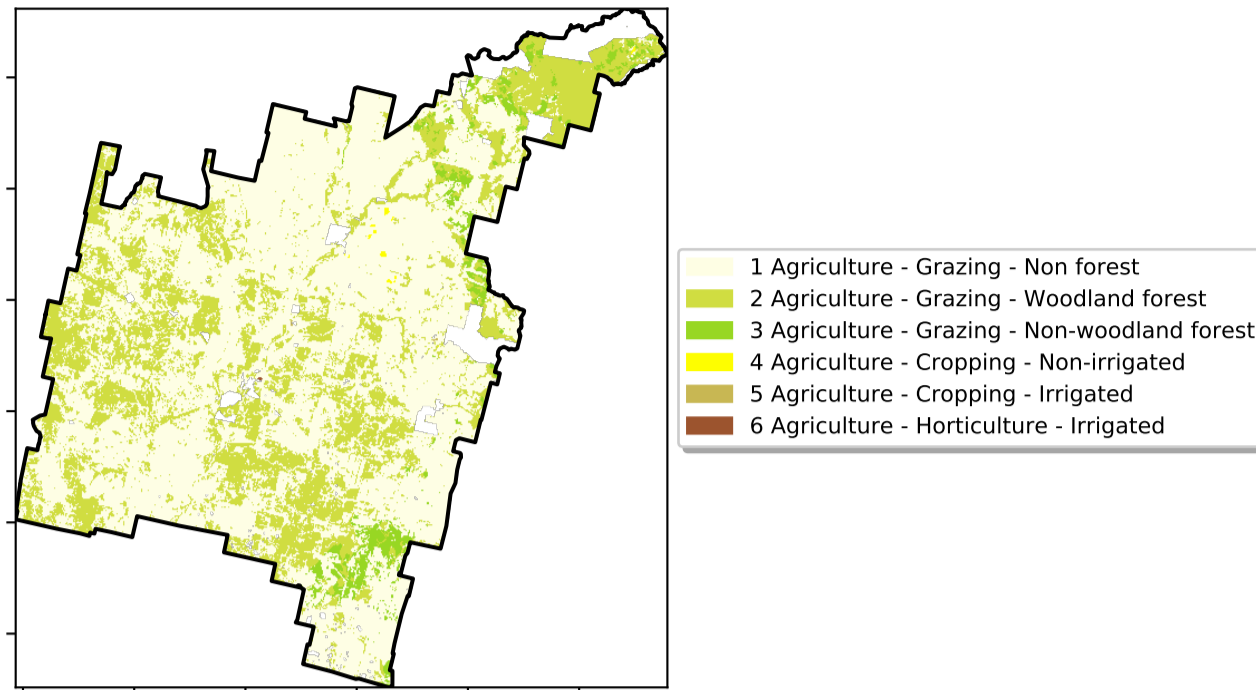 1 Agriculture - Grazing - Non forest
2 Agriculture - Grazing - Woodland forest
3 Agriculture - Grazing - Non-woodland forest
4 Agriculture - Cropping - Non-irrigated
5 Agriculture - Cropping - Irrigated
6 Agriculture - Horticulture - Irrigated